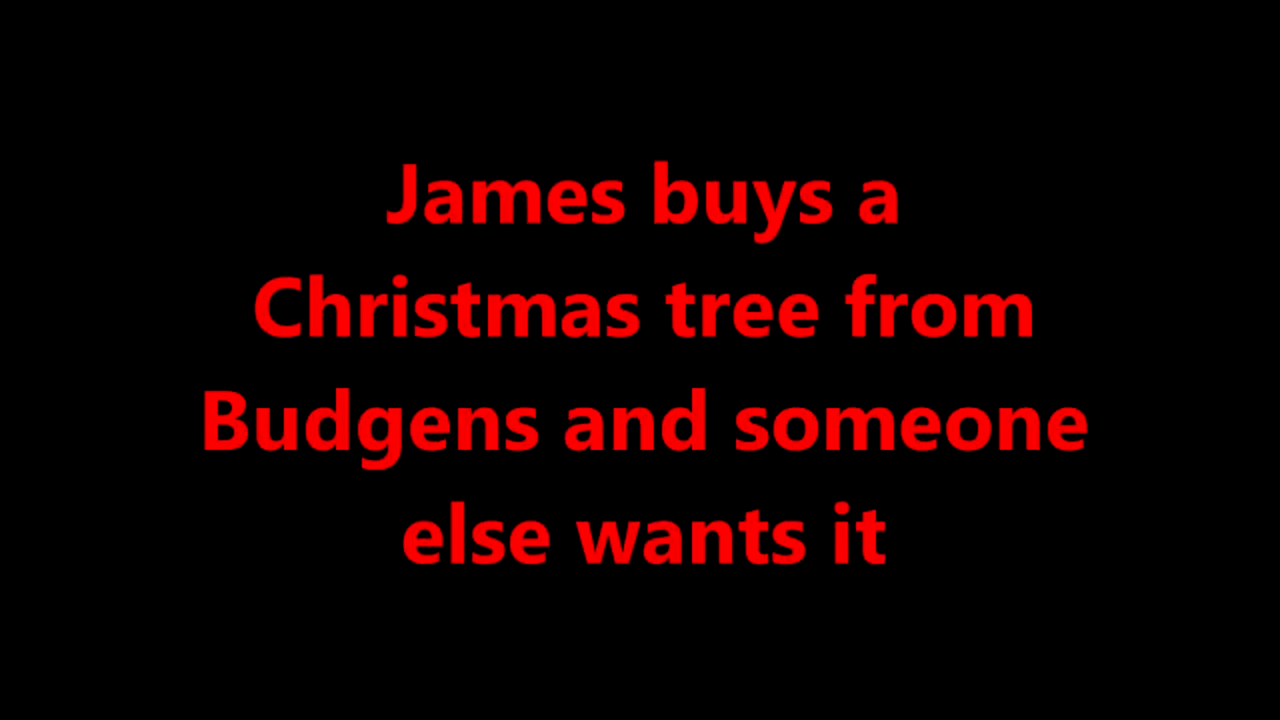 James buys a
Christmas tree from
Budgens and someone
else wants it